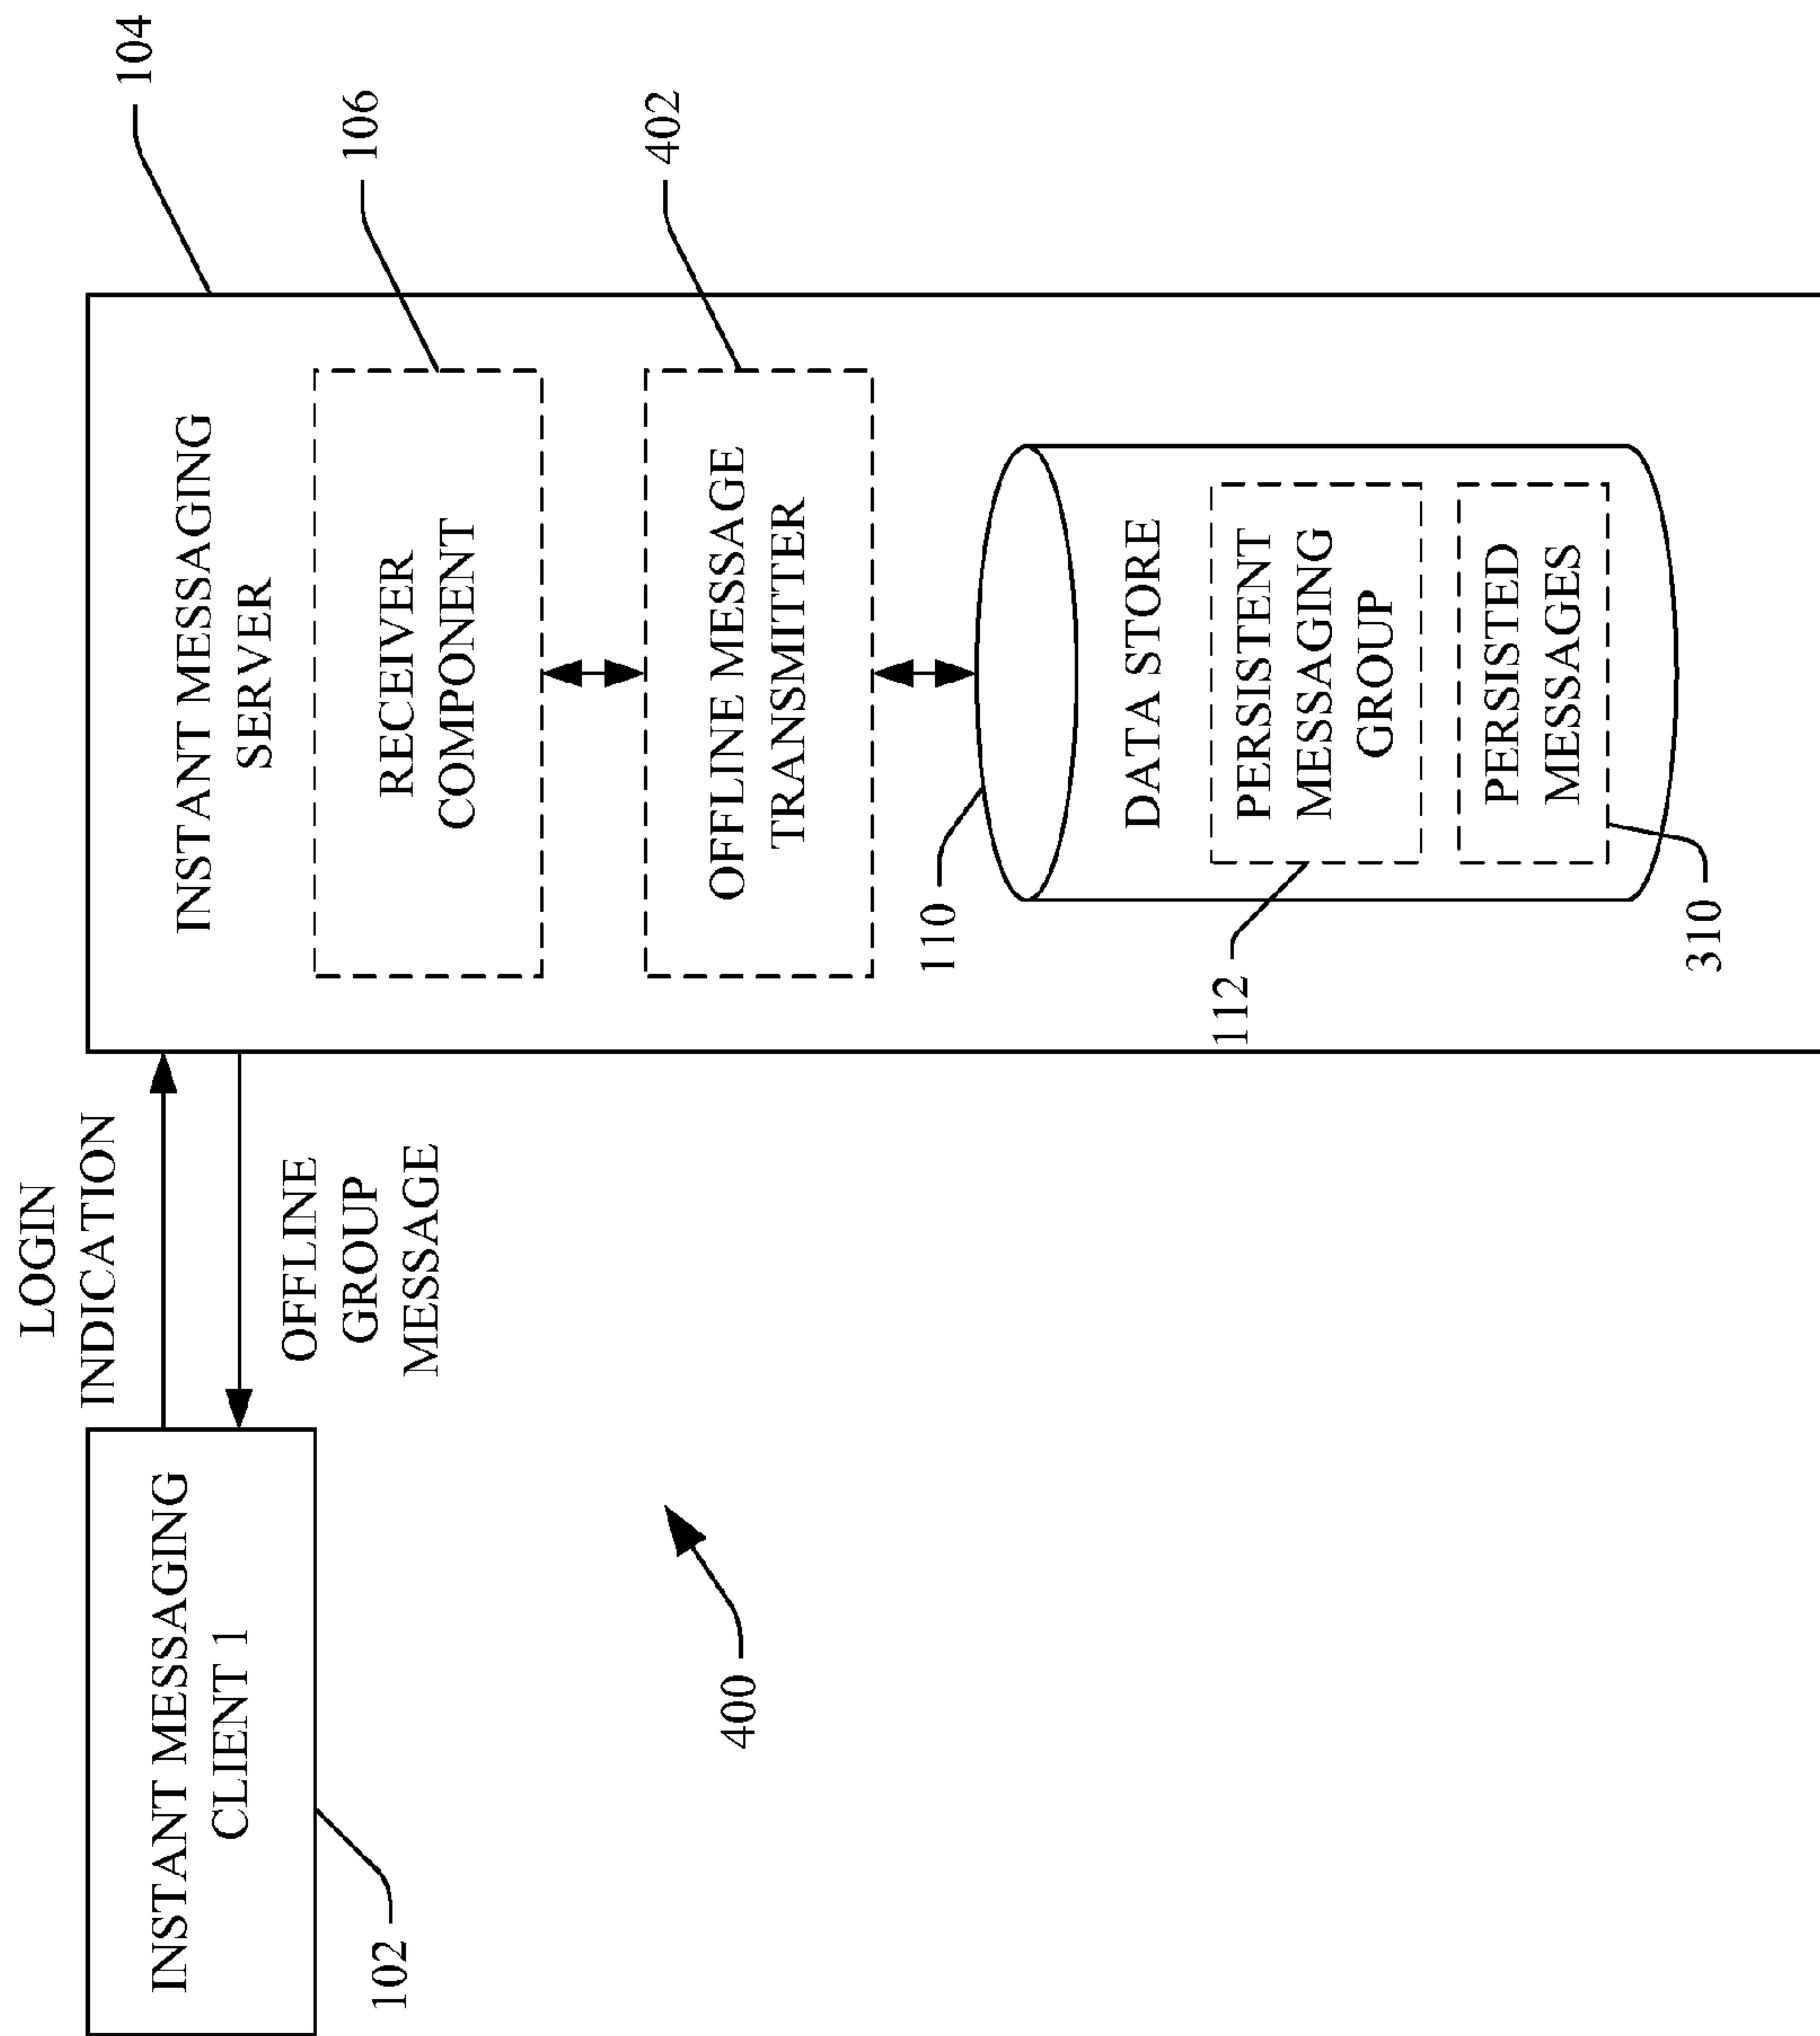 LOGIN
INDICATION
INSTANT MESSAGING
CLIENT 1
102
OFFLINE
GROUP
MESSAGE
400
104
INSTANT MESSAGING
SERVER
106
RECEIVER
COMPONENT
402
OFFLINE MESSAGE
TRANSMITTER
110
DATA STORE
112
PERSISTENT
MESSAGING
GROUP
PERSISTED
MESSAGES
310